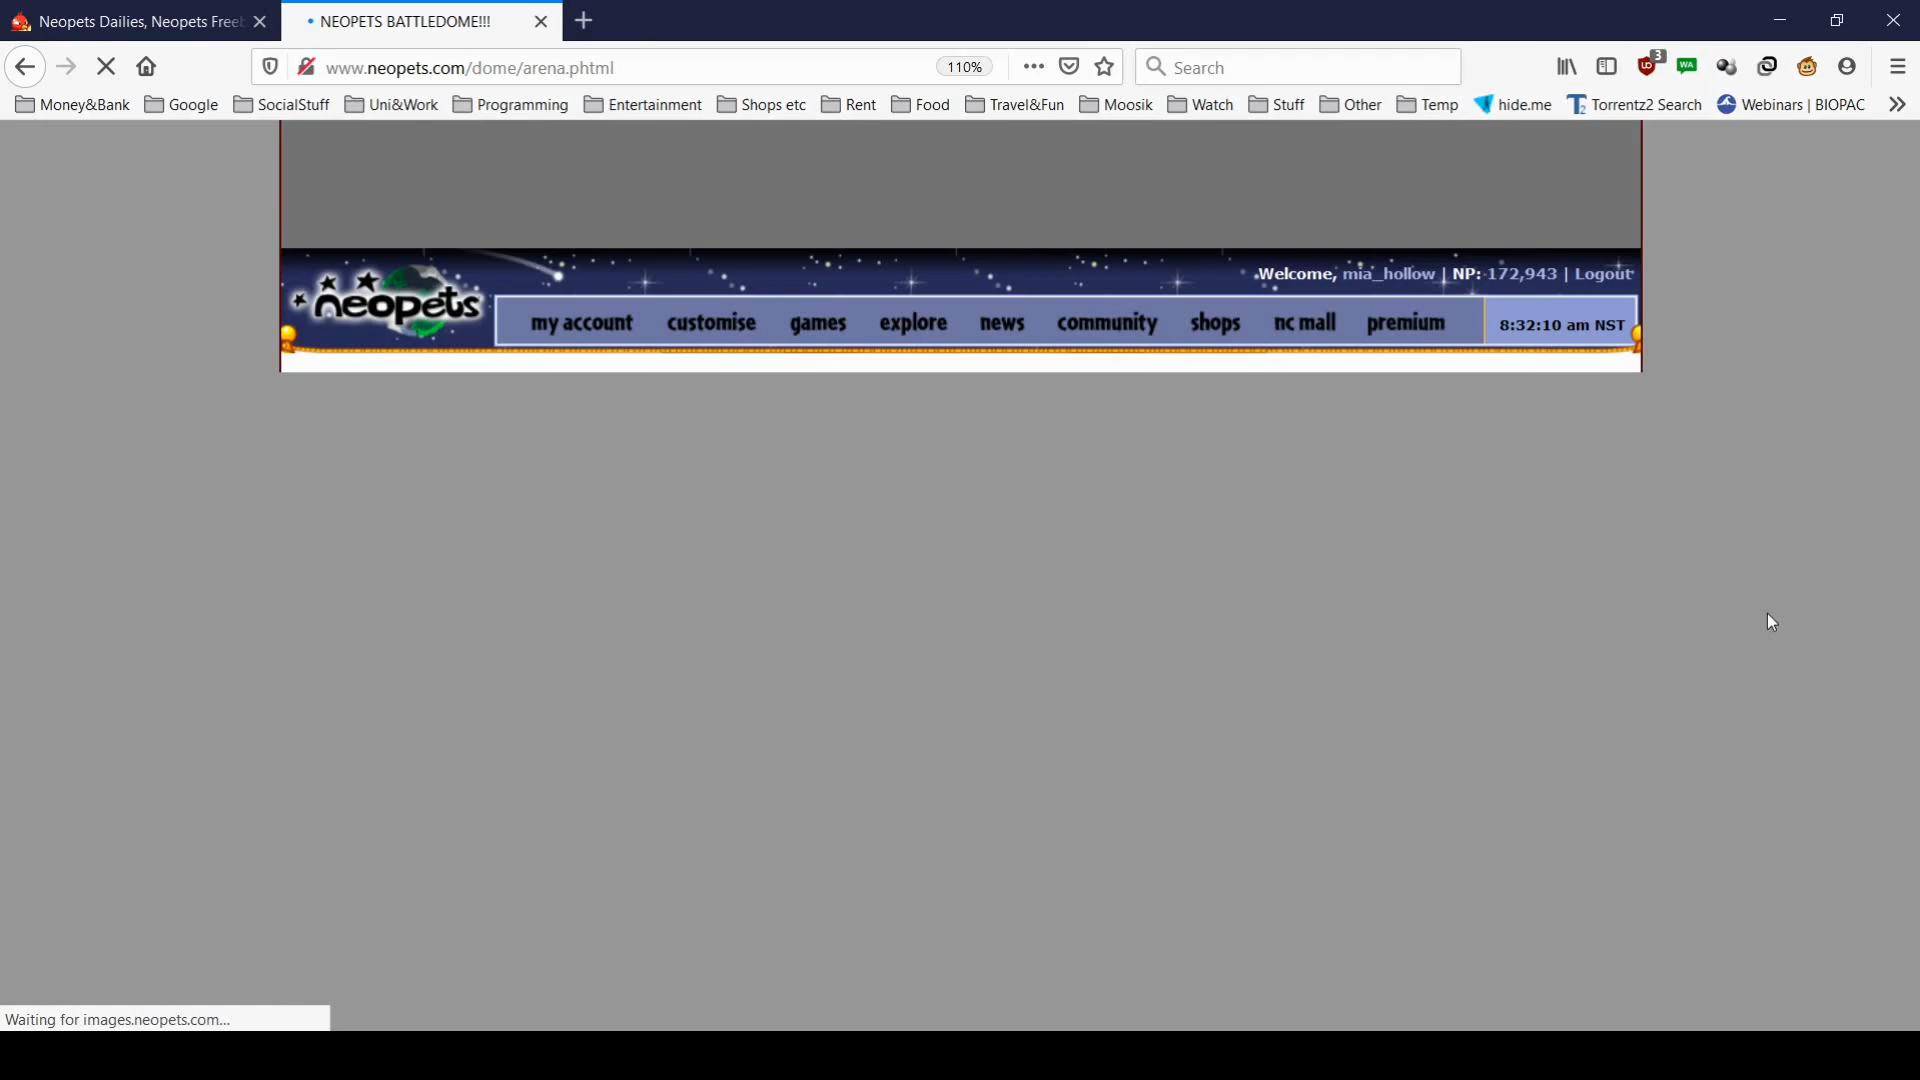 Neopets Dailies, Neopets Freeb
NEOPETS BATTLEDOME!!!
www.neopets.com/dome/arena.phtml
110%
Search
3
Money&Bank
Google
SocialStuff
Uni&Work
Programming
Entertainment
Shops etc
Rent
Food
Travel&Fun
Moosik
Watch
Stuff
Other
Temp
hide.me
Torrentz2 Search
Webinars | BIOPAC
Welcome, mia_hollow | NP: 172,943 | Logout
neopets
my account
customise
games
explore
news
community
shops
nc mall
premium
8:32:10 am NST
Waiting for images.neopets.com...